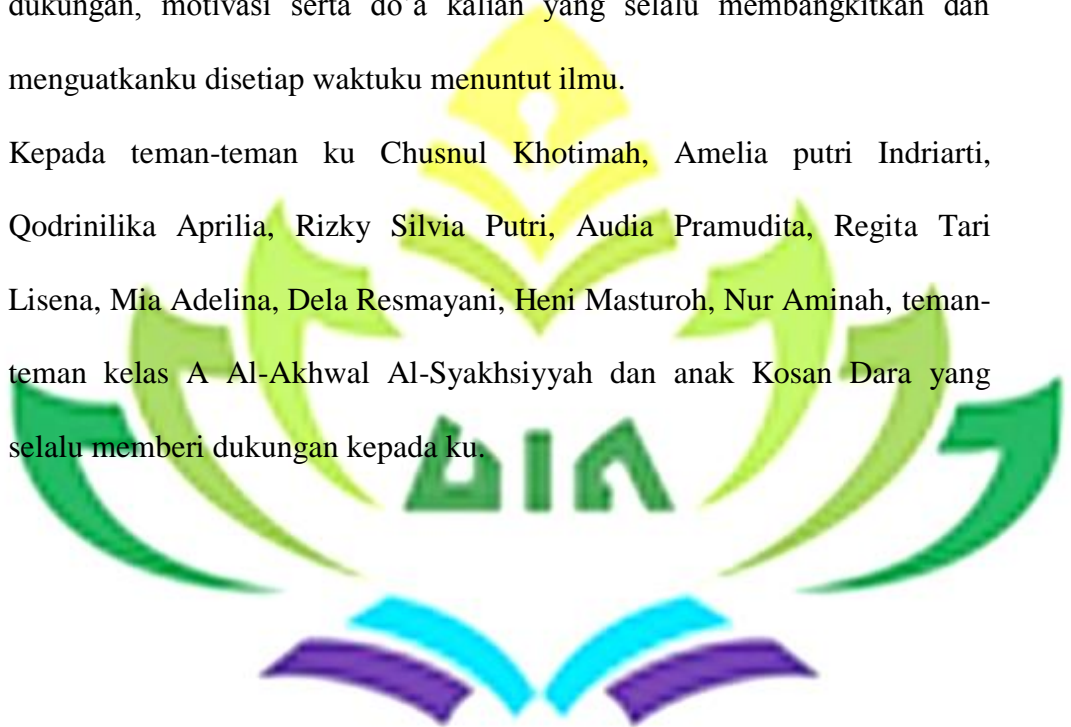 dukungan, motivasi serta do’a kalian yang selalu membangkitkan dan
menguatkanku disetiap waktuku menuntut ilmu.
Kepada teman-teman ku Chusnul Khotimah, Amelia putri Indriarti,
Qodrinilika Aprilia, Rizky Silvia Putri, Audia Pramudita, Regita Tari
Lisena, Mia Adelina, Dela Resmayani, Heni Masturoh, Nur Aminah, teman-
teman kelas A Al-Akhwal Al-Syakhsiyyah dan anak Kosan Dara yang
selalu memberi dukungan kepada ku.